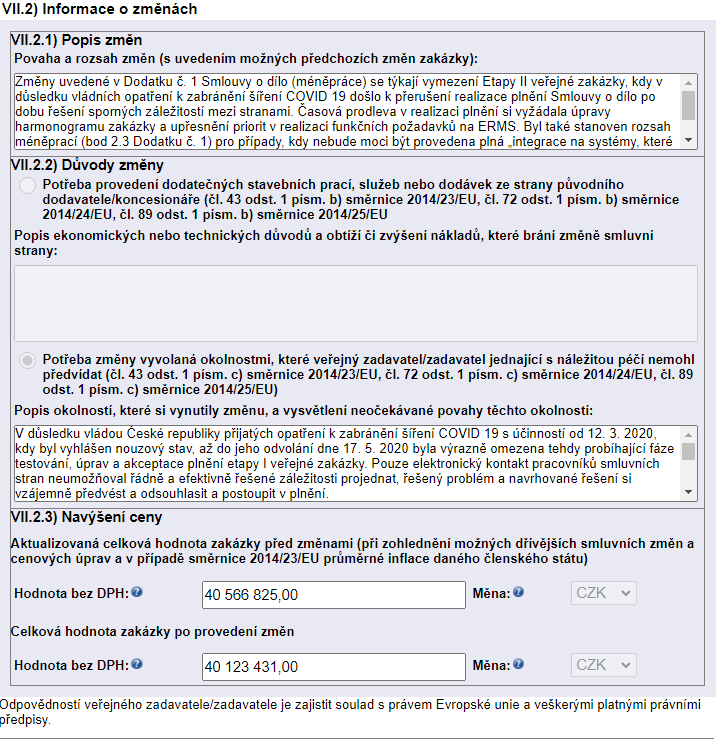 VII.2) Informace o změnách
VII.2.1) Popis změn
Povaha a rozsah změn (s uvedením možných předchozích změn zakázky):
Změny uvedené v Dodatku č. 1 Smlouvy o dílo (méněpráce) se týkají vymezení Etapy II veřejné zakázky, kdy v
důsledku vládních opatření k zabránění šíření COVID 19 došlo k přerušení realizace plnění Smlouvy o dílo po
dobu řešení sporných záležitostí mezi stranami. Časová prodleva v realizaci plnění si vyžádala úpravy
harmonogramu zakázky a upřesnění priorit v realizaci funkčních požadavků na ERMS. Byl také stanoven rozsah
méněprací (bod 2.3 Dodatku č. 1) pro případy, kdy nebude moci být provedena plná „integrace na systémy, které
VII.2.2) Důvody změny
Potřeba provedení dodatečných stavebních prací, služeb nebo dodávek ze strany původního
dodavatele/koncesionáře (čl. 43 odst. 1 písm. b) směrnice 2014/23/EU, čl. 72 odst. 1 písm. b) směrnice
2014/24/EU, čl. 89 odst. 1 písm. b) směrnice 2014/25/EU
Popis ekonomických nebo technických důvodů a obtíží či zvýšení nákladů, které brání změně smluvní
strany:
Potřeba změny vyvolaná okolnostmi, které veřejný zadavatel/zadavatel jednající s náležitou péčí nemohl
předvídat (čl. 43 odst. 1 písm. c) směrnice 2014/23/EU, čl. 72 odst. 1 písm. c) směrnice 2014/24/EU, čl. 89
odst. 1 písm. c) směrnice 2014/25/EU)
Popis okolností, které si vynutily změnu, a vysvětlení neočekávané povahy těchto okolností:
V důsledku vládou České republiky přijatých opatření k zabránění šíření COVID 19 s účinností od 12. 3. 2020,
kdy byl vyhlášen nouzový stav, až do jeho odvolání dne 17. 5. 2020 byla výrazně omezena tehdy probíhající fáze
testování, úprav a akceptace plnění etapy I veřejné zakázky. Pouze elektronický kontakt pracovníků smluvních
stran neumožňoval řádně a efektivně řešené záležitosti projednat, řešený problém a navrhované řešení si
vzájemně předvést a odsouhlasit a postoupit v plnění.
VII.2.3) Navýšení ceny
Aktualizovaná celková hodnota zakázky před změnami (při zohlednění možných dřívějších smluvních změn a
cenových úprav a v případě směrnice 2014/23/EU průměrné inflace daného členského státu)
Hodnota bez DPH: 40 566 825,00 Měna: CZK
Celková hodnota zakázky po provedení změn
Hodnota bez DPH: 40 123 431,00 Měna: CZK
Odpovědností veřejného zadavatele/zadavatele je zajistit soulad s právem Evropské unie a veškerými platnými právními
předpisy.